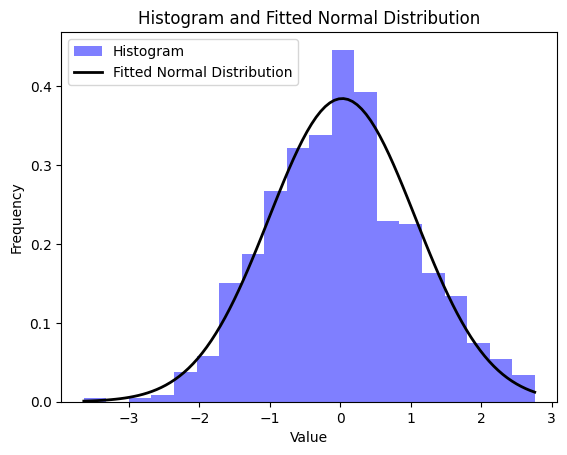 Histogram and Fitted Normal Distribution
Histogram
Fitted Normal Distribution
Frequency
0.4
0.3
0.2
0.1
0.0
−3
−2
−1
0
1
2
3
Value